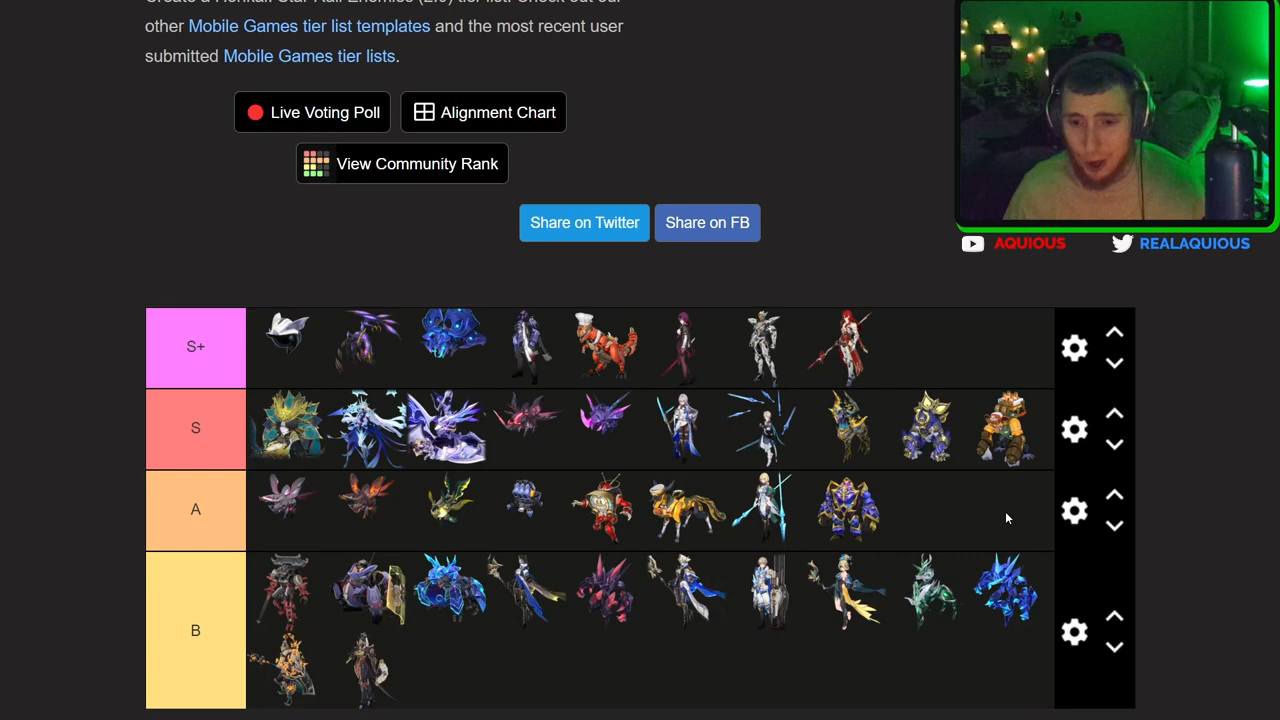 other Mobile Games tier list templates and the most recent user
submitted Mobile Games tier lists.
Live Voting Poll
Alignment Chart
View Community Rank
Share on Twitter
Share on FB
AQUIOUS
REALAQUIOUS
S+
S
A
B